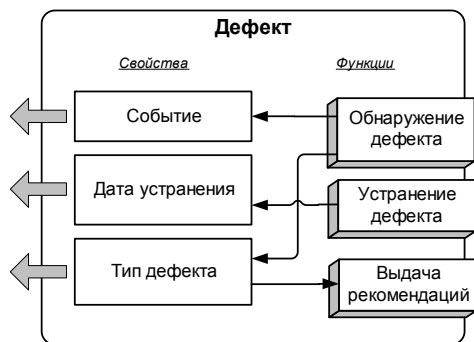 Дефект
Свойства
Функции
Событие
Обнаружение
дефекта
Дата устранения
Устранение
дефекта
Тип дефекта
Выдача
рекомендаций